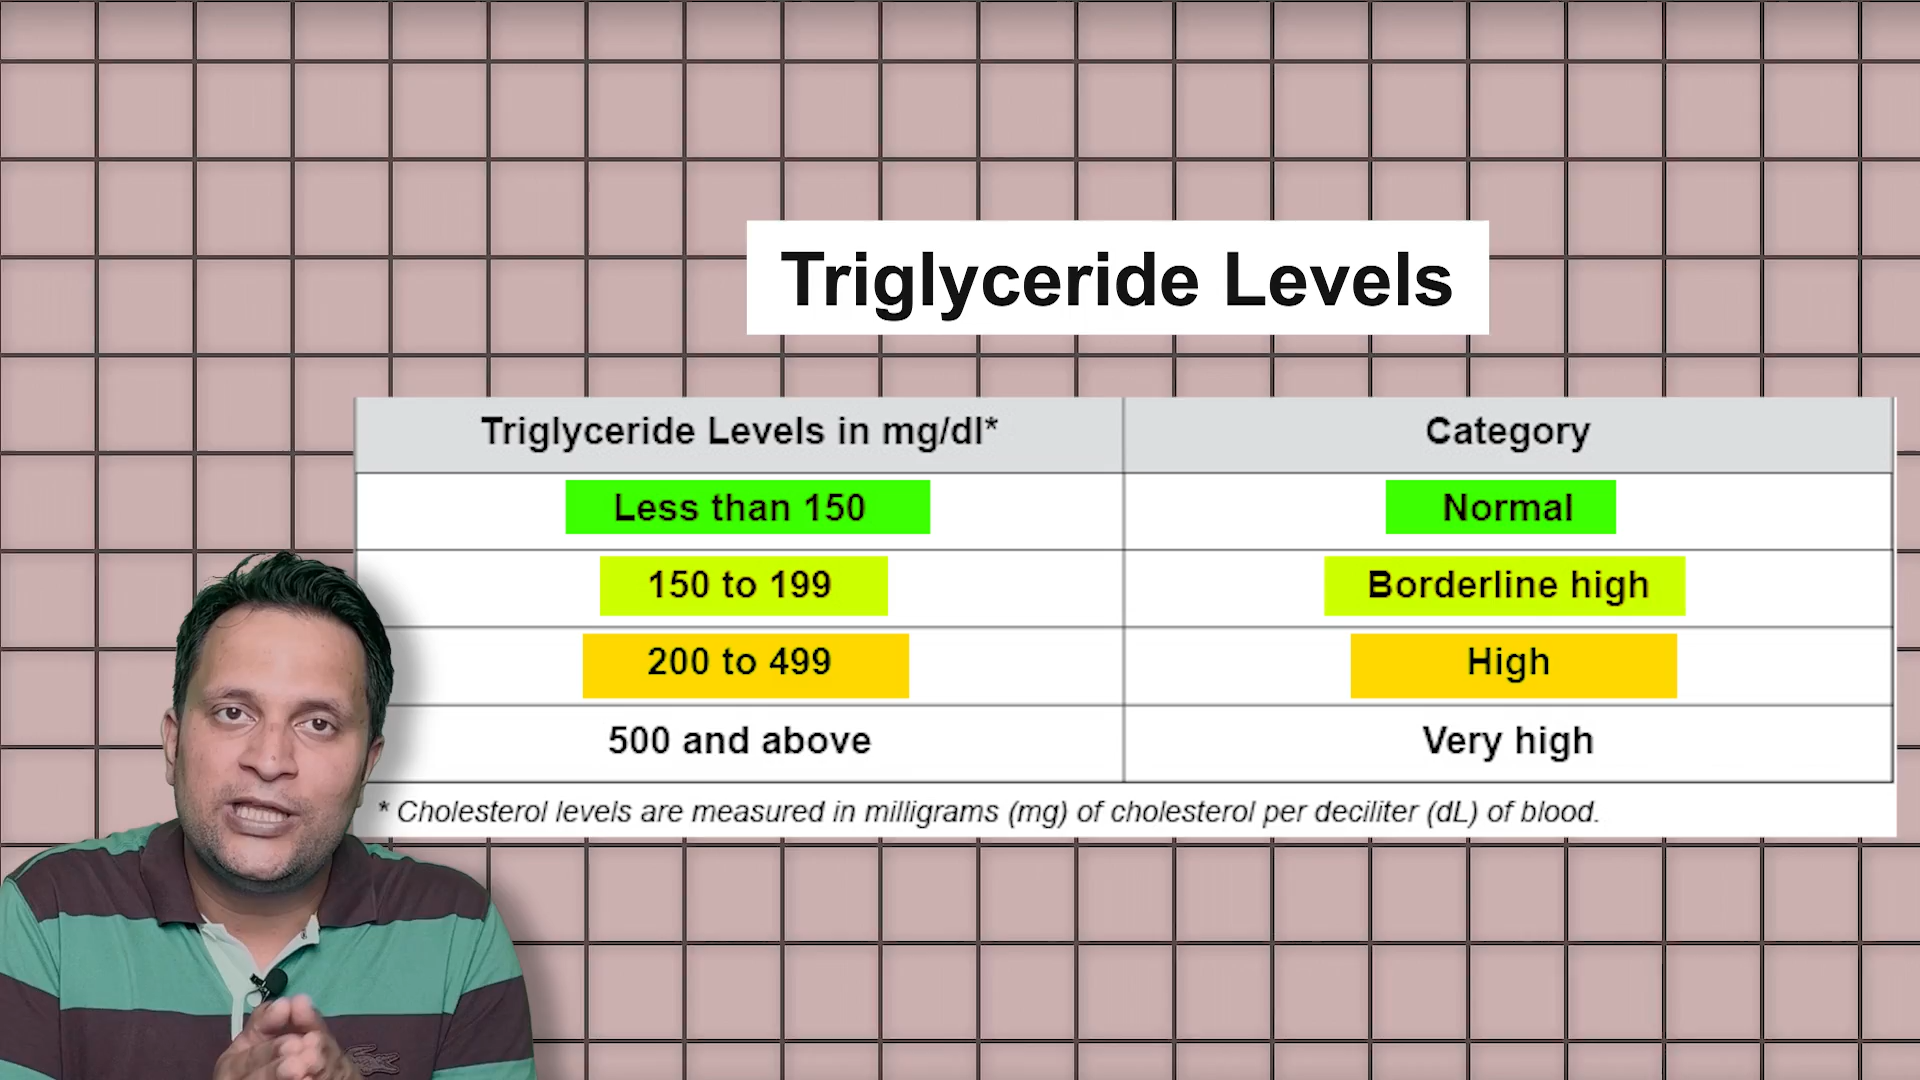 Triglyceride Levels
Triglyceride Levels in mg/dl* Category
Less than 150 Normal
150 to 199 Borderline high
200 to 499 High
500 and above Very high
* Cholesterol levels are measured in milligrams (mg) of cholesterol per deciliter (dL) of blood.